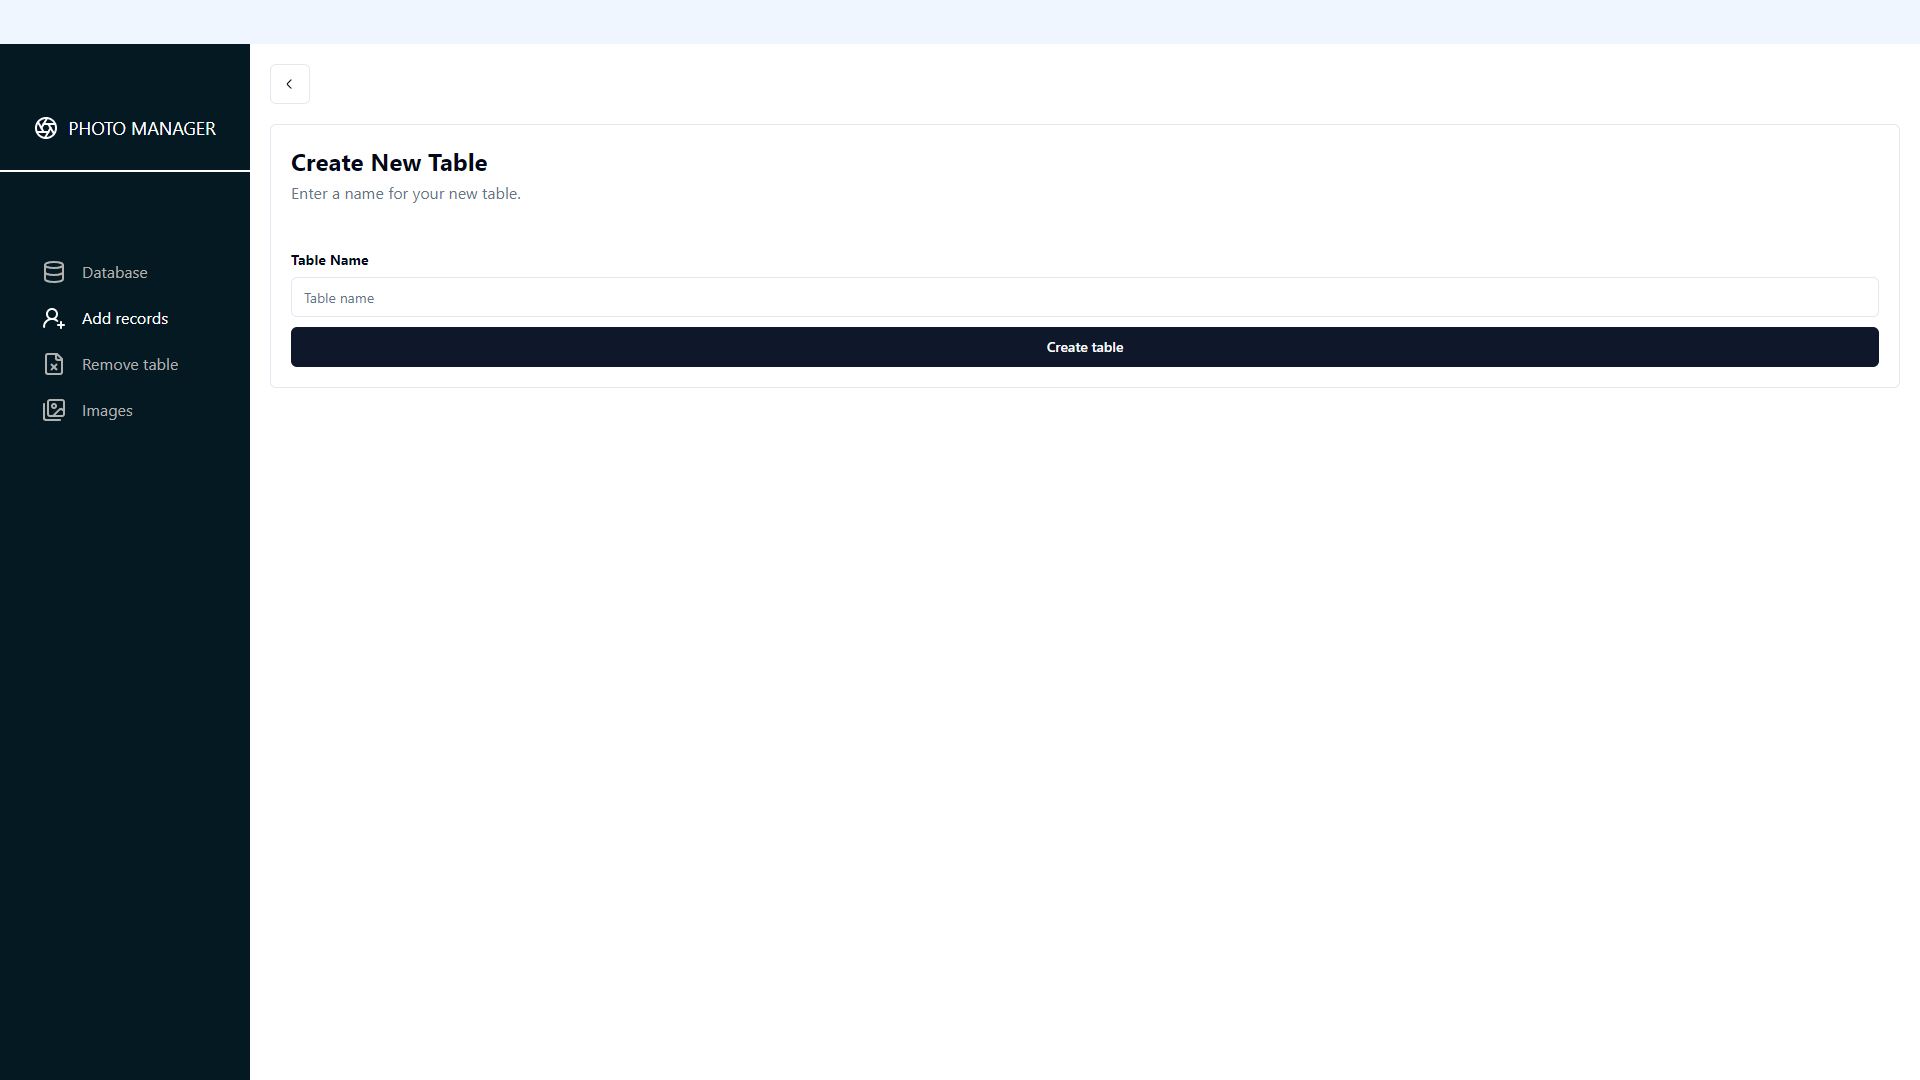 PHOTO MANAGER
Database
Add records
Remove table
Images
Create New Table
Enter a name for your new table.
Table Name
Table name
Create table